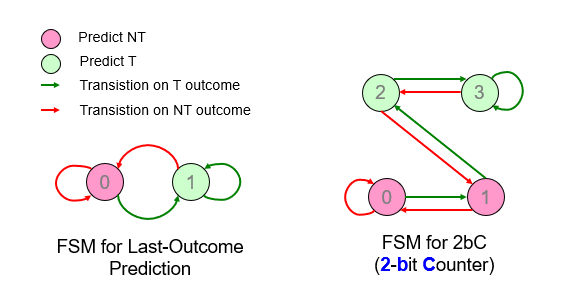 Predict NT
Predict T
Transistion on T outcome
Transistion on NT outcome
0
1
FSM for Last-Outcome
Prediction
2
3
0
1
FSM for 2bC
(2-bit Counter)